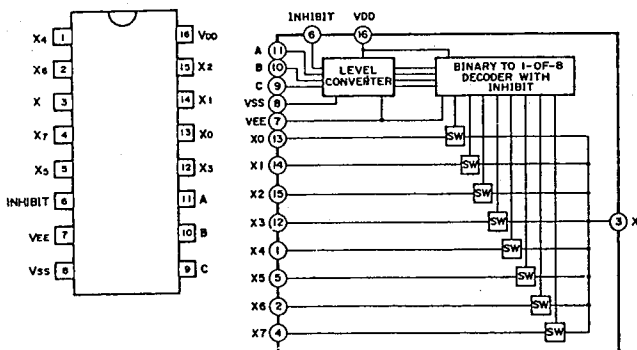 X4 1 16 VDD
X6 2 15 X2
X 3 14 X1
X7 4 13 X0
X5 5 12 X3
INHIBIT 6 11 A
VEE 7 10 B
VSS 8 9 C
INHIBIT VDD
6 16
A 11
B 10
C 9
VSS 8
VEE 7
LEVEL
CONVERTER
BINARY TO 1-OF-8
DECODER WITH
INHIBIT
X0 13 SW
X1 14 SW
X2 15 SW
X3 12 SW 3 X
X4 1 SW
X5 5 SW
X6 2 SW
X7 4 SW